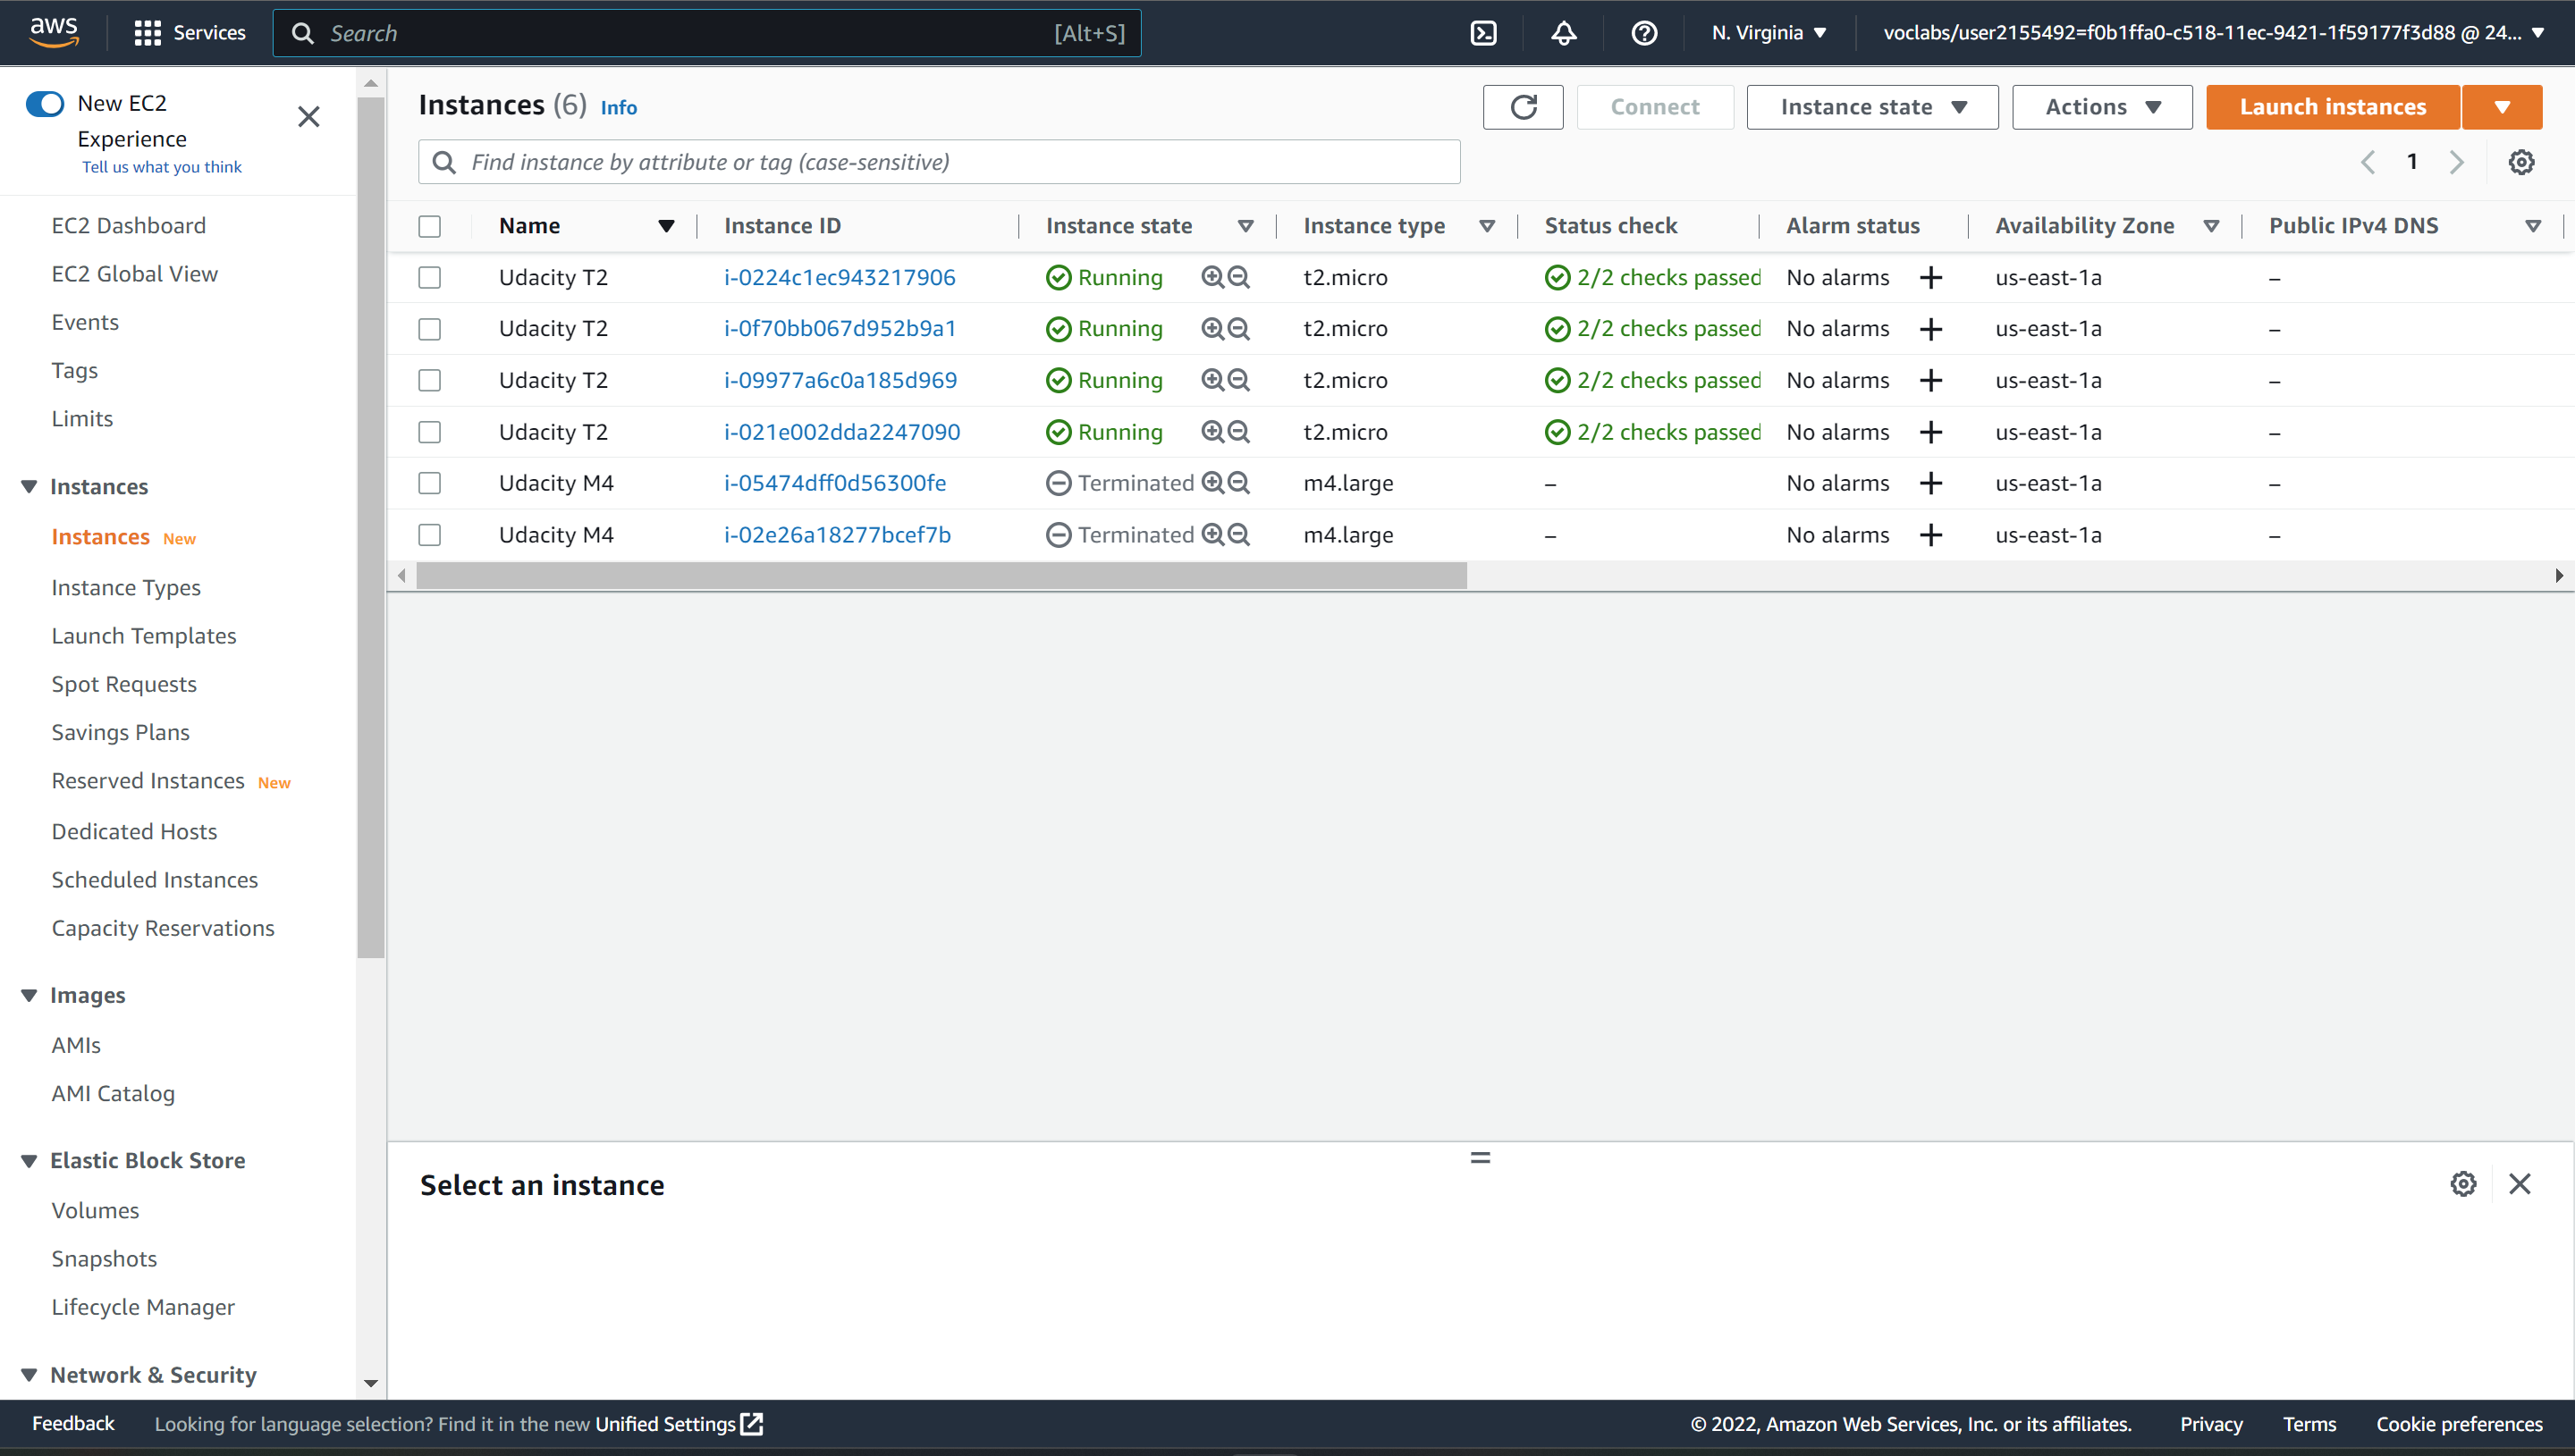 aws Services Search [Alt+S] N. Virginia voclabs/user2155492=f0b1ffa0-c518-11ec-9421-1f59177f3d88 @ 24...
New EC2
Experience
Tell us what you think
EC2 Dashboard
EC2 Global View
Events
Tags
Limits
Instances
Instances New
Instance Types
Launch Templates
Spot Requests
Savings Plans
Reserved Instances New
Dedicated Hosts
Scheduled Instances
Capacity Reservations
Images
AMIs
AMI Catalog
Elastic Block Store
Volumes
Snapshots
Lifecycle Manager
Network & Security
Instances (6) Info Connect Instance state Actions Launch instances
Find instance by attribute or tag (case-sensitive) 1
Name Instance ID Instance state Instance type Status check Alarm status Availability Zone Public IPv4 DNS
Udacity T2 i-0224c1ec943217906 Running t2.micro 2/2 checks passed No alarms + us-east-1a –
Udacity T2 i-0f70bb067d952b9a1 Running t2.micro 2/2 checks passed No alarms + us-east-1a –
Udacity T2 i-09977a6c0a185d969 Running t2.micro 2/2 checks passed No alarms + us-east-1a –
Udacity T2 i-021e002dda2247090 Running t2.micro 2/2 checks passed No alarms + us-east-1a –
Udacity M4 i-05474dff0d56300fe Terminated m4.large – No alarms + us-east-1a –
Udacity M4 i-02e26a18277bcef7b Terminated m4.large – No alarms + us-east-1a –
Select an instance
Feedback Looking for language selection? Find it in the new Unified Settings © 2022, Amazon Web Services, Inc. or its affiliates. Privacy Terms Cookie preferences